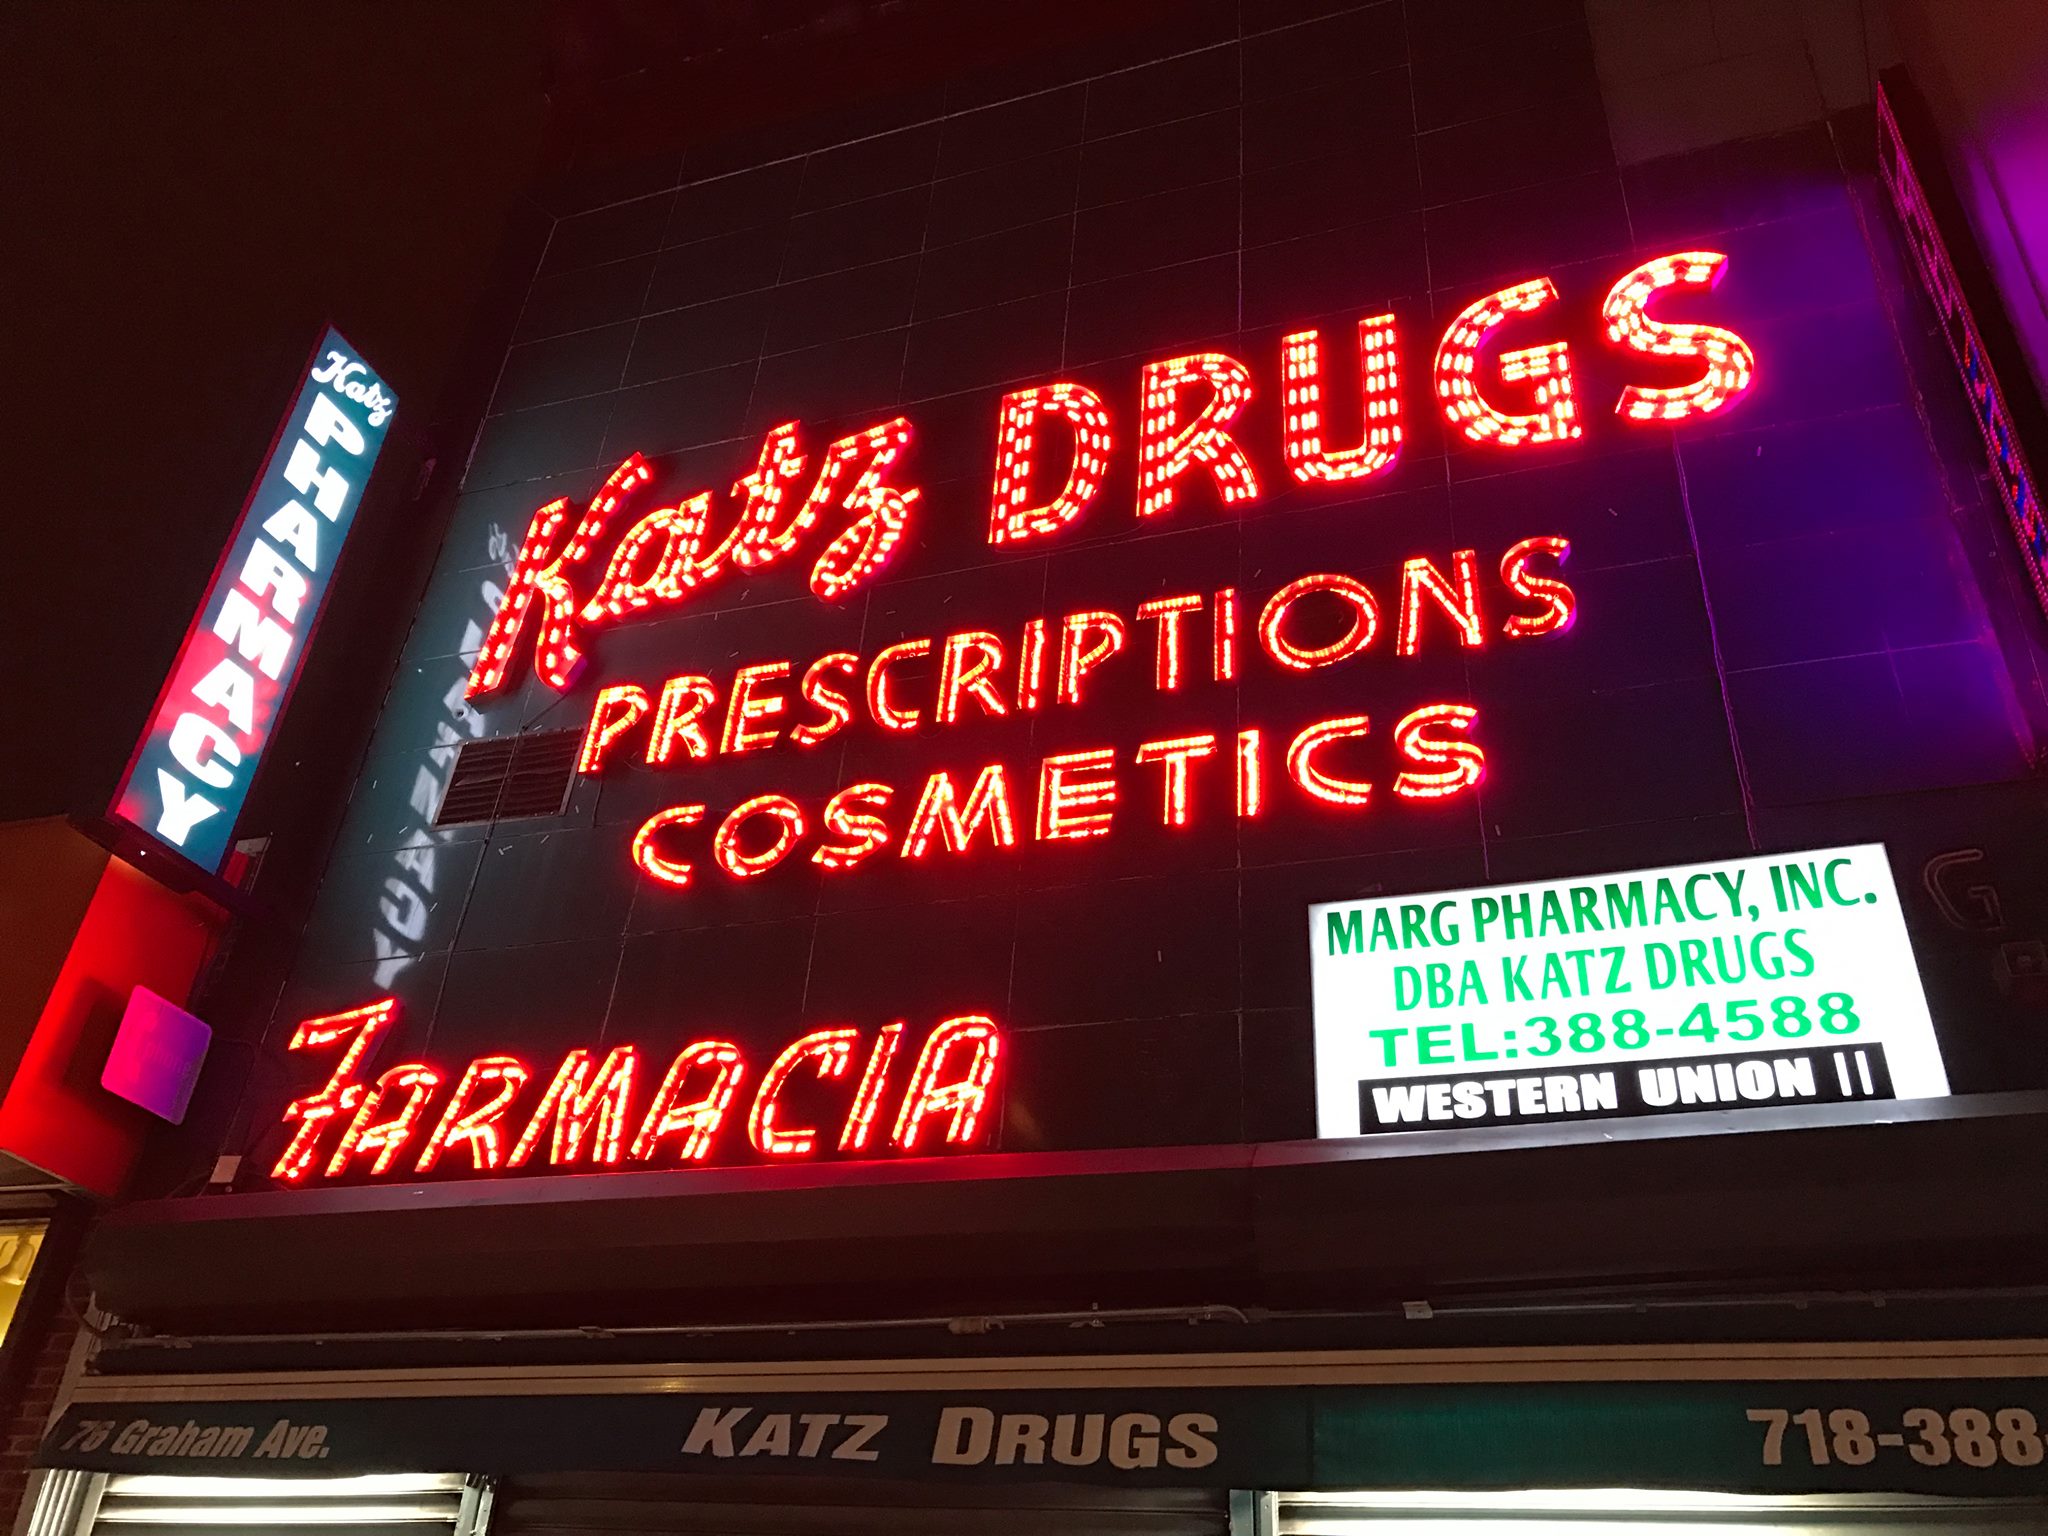 Katz
PHARMACY
Katz DRUGS
PRESCRIPTIONS
COSMETICS
FARMACIA
MARG PHARMACY, INC.
DBA KATZ DRUGS
TEL:388-4588
WESTERN UNION ||
76 Graham Ave.
KATZ DRUGS
718-388-